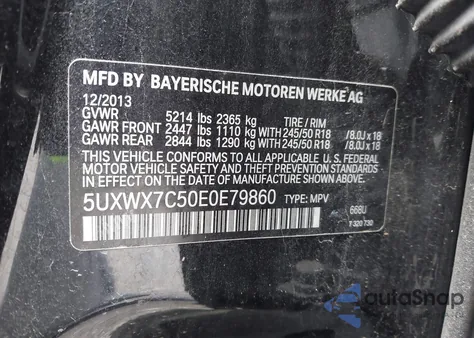 MFD BY BAYERISCHE MOTOREN WERKE AG
12/2013
GVWR 5214 lbs 2365 kg TIRE / RIM
GAWR FRONT 2447 lbs 1110 kg WITH 245/50 R18 /8.0J x 18
GAWR REAR 2844 lbs 1290 kg WITH 245/50 R18 /8.0J x 18
THIS VEHICLE CONFORMS TO ALL APPLICABLE U.S. FEDERAL
MOTOR VEHICLE SAFETY AND THEFT PREVENTION STANDARDS
IN EFFECT ON THE DATE OF MANUFACTURE SHOWN ABOVE.
5UXWX7C50E0E79860 TYPE: MPV
668U
T 320 730
autoSnap